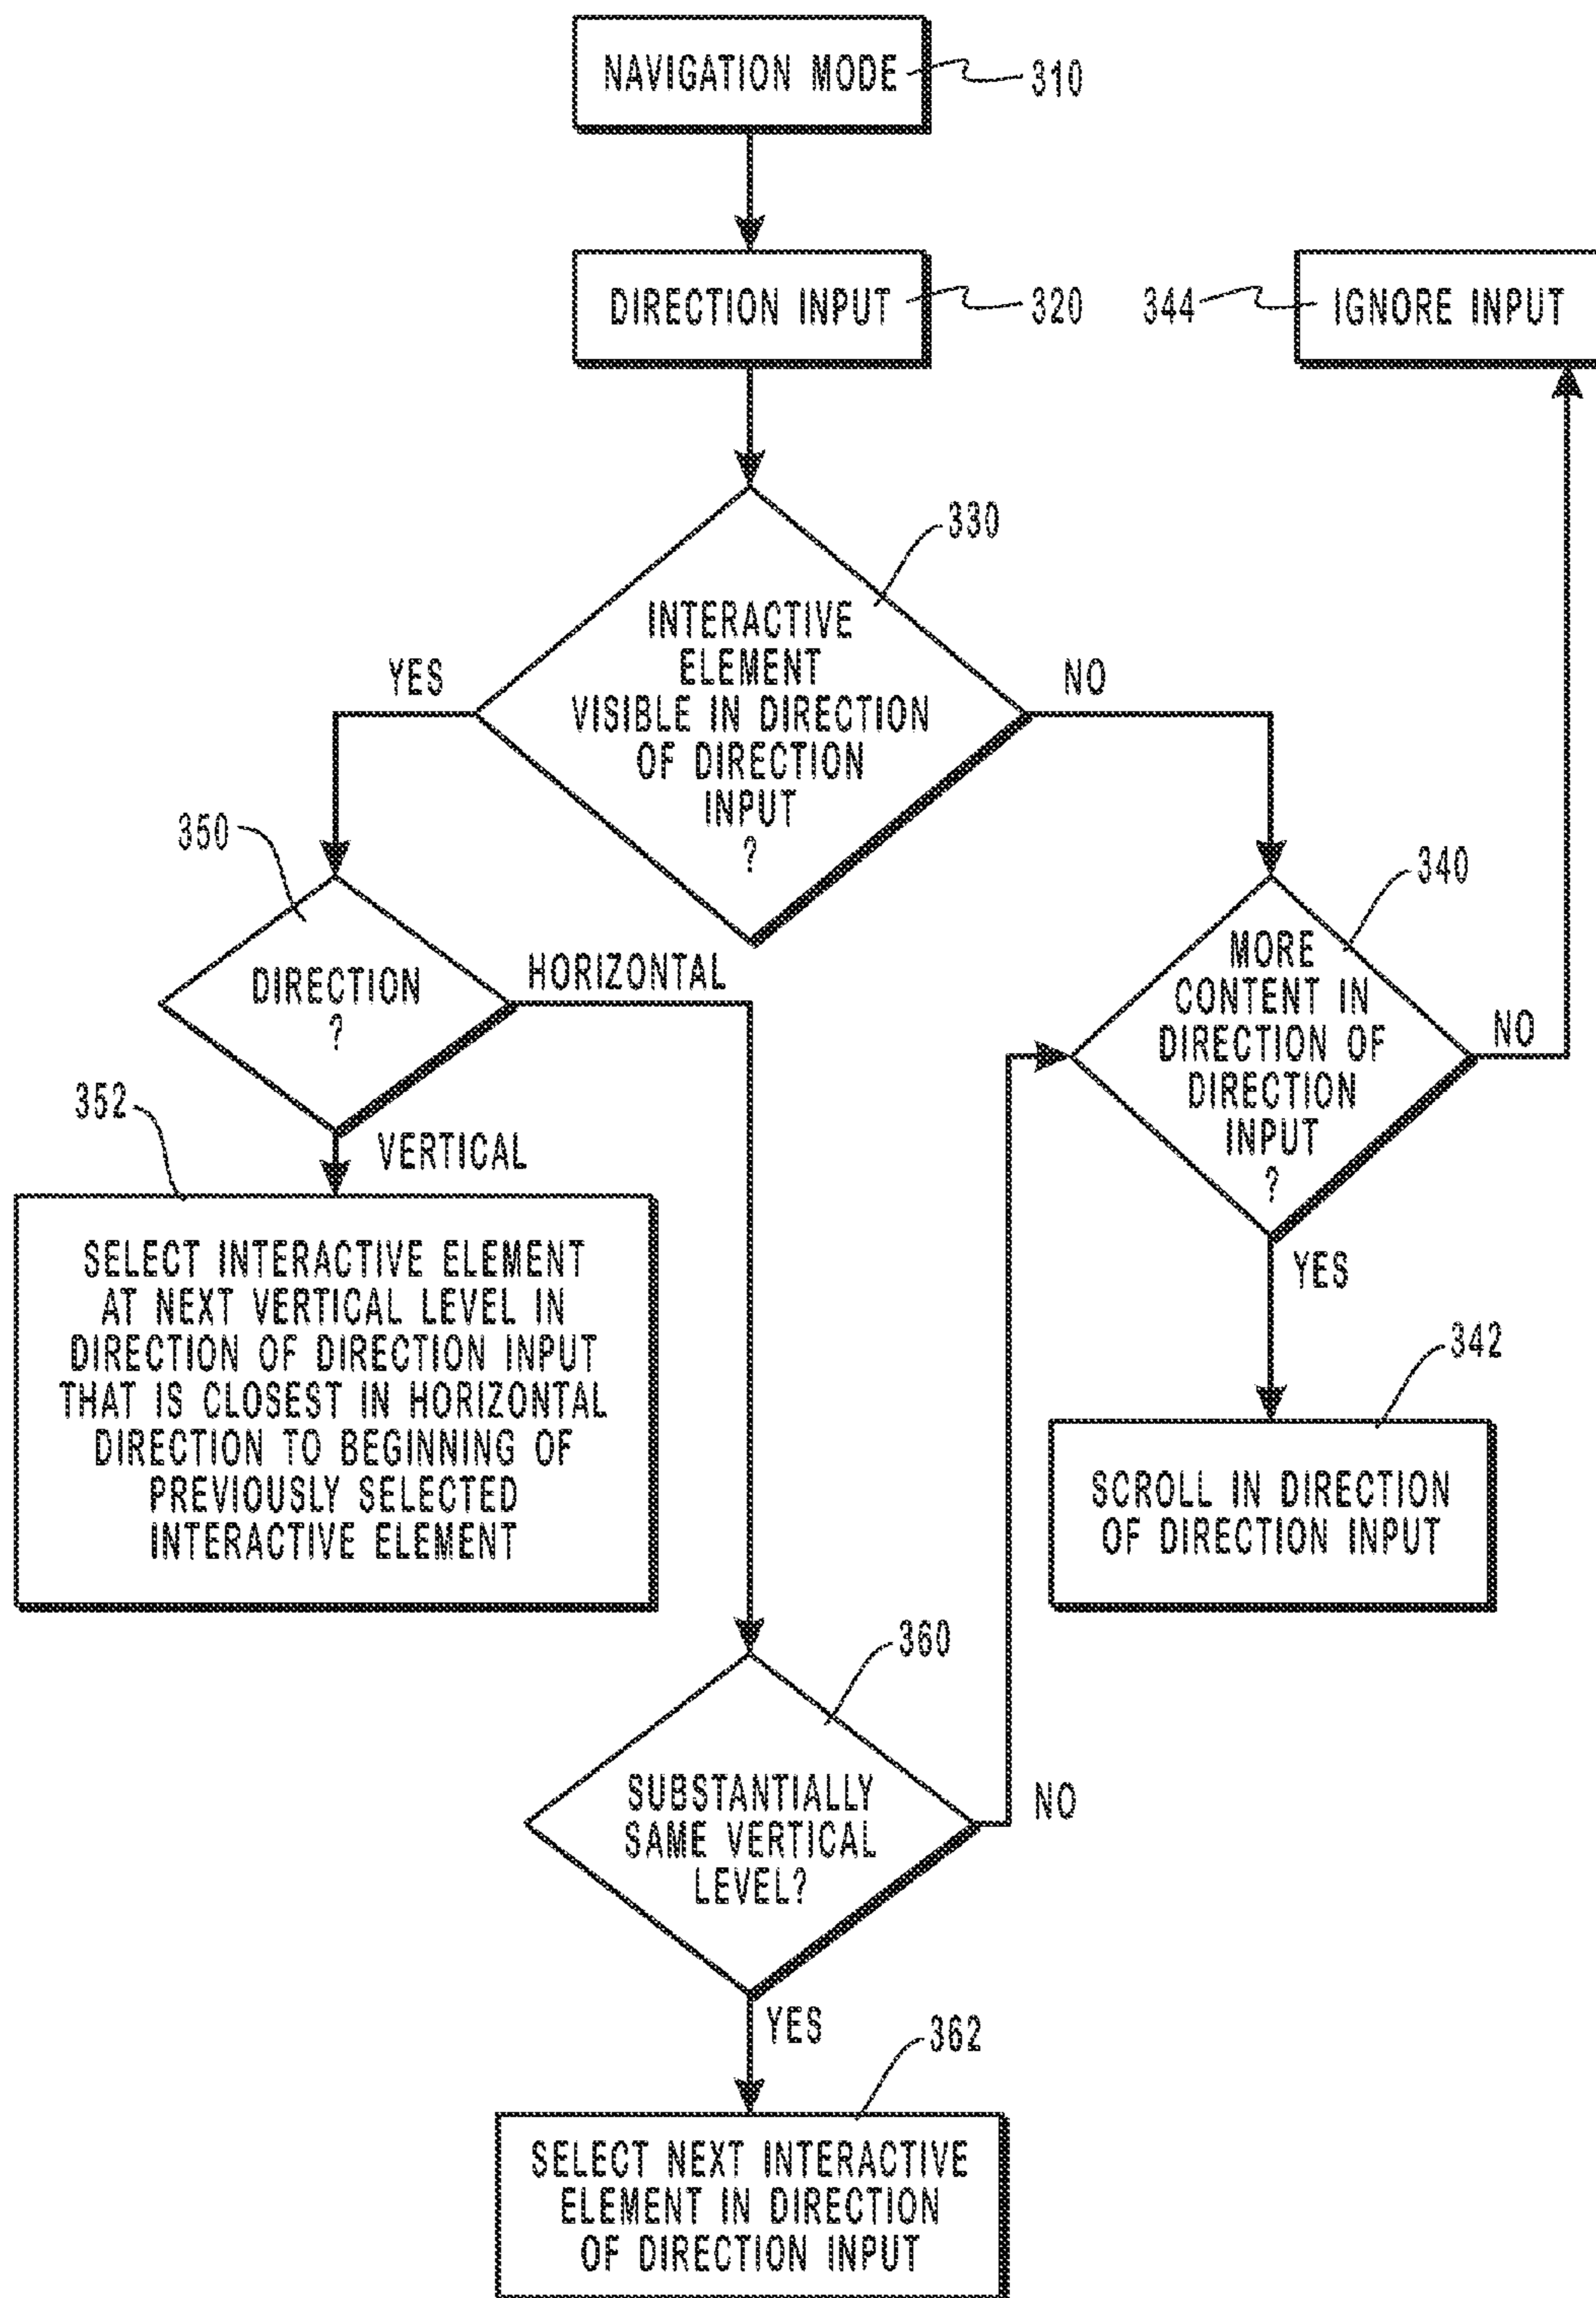 NAVIGATION MODE
310
DIRECTION INPUT
320
344
IGNORE INPUT
330
INTERACTIVE
ELEMENT
VISIBLE IN DIRECTION
OF DIRECTION
INPUT
?
YES
NO
350
DIRECTION
?
HORIZONTAL
VERTICAL
340
MORE
CONTENT IN
DIRECTION OF
DIRECTION
INPUT
?
NO
YES
352
SELECT INTERACTIVE ELEMENT
AT NEXT VERTICAL LEVEL IN
DIRECTION OF DIRECTION INPUT
THAT IS CLOSEST IN HORIZONTAL
DIRECTION TO BEGINNING OF
PREVIOUSLY SELECTED
INTERACTIVE ELEMENT
342
SCROLL IN DIRECTION
OF DIRECTION INPUT
360
SUBSTANTIALLY
SAME VERTICAL
LEVEL?
NO
YES
362
SELECT NEXT INTERACTIVE
ELEMENT IN DIRECTION
OF DIRECTION INPUT